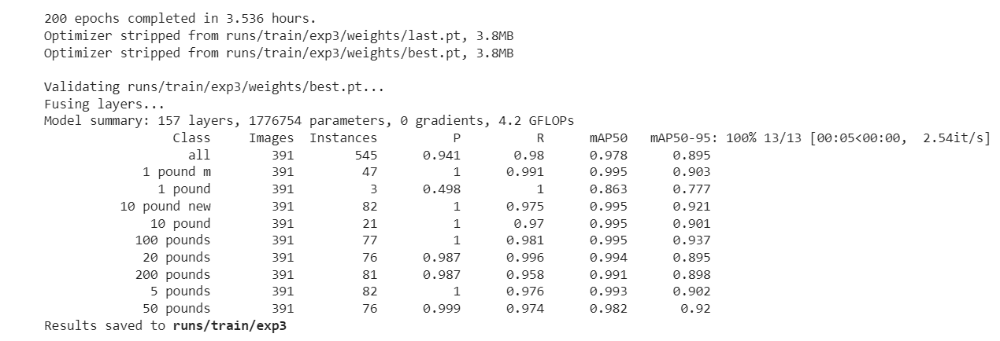 200 epochs completed in 3.536 hours.
Optimizer stripped from runs/train/exp3/weights/last.pt, 3.8MB
Optimizer stripped from runs/train/exp3/weights/best.pt, 3.8MB
Validating runs/train/exp3/weights/best.pt...
Fusing layers...
Model summary: 157 layers, 1776754 parameters, 0 gradients, 4.2 GFLOPs
Class Images Instances P R mAP50 mAP50-95: 100% 13/13 [00:05<00:00, 2.54it/s]
all 391 545 0.941 0.98 0.978 0.895
1 pound m 391 47 1 0.991 0.995 0.903
1 pound 391 3 0.498 1 0.863 0.777
10 pound new 391 82 1 0.975 0.995 0.921
10 pound 391 21 1 0.97 0.995 0.901
100 pounds 391 77 1 0.981 0.995 0.937
20 pounds 391 76 0.987 0.996 0.994 0.895
200 pounds 391 81 0.987 0.958 0.991 0.898
5 pounds 391 82 1 0.976 0.993 0.902
50 pounds 391 76 0.999 0.974 0.982 0.92
Results saved to runs/train/exp3